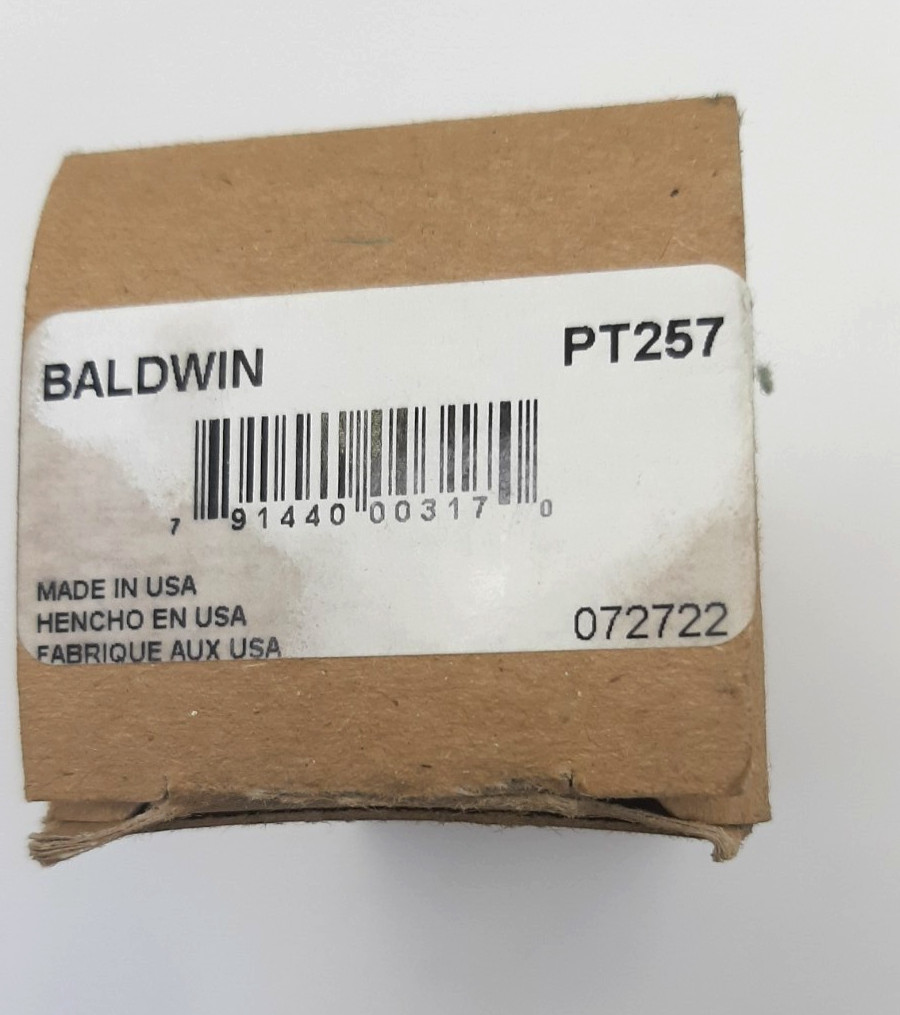 BALDWIN PT257
7 91440 00317 0
MADE IN USA
HENCHO EN USA
FABRIQUE AUX USA
072722